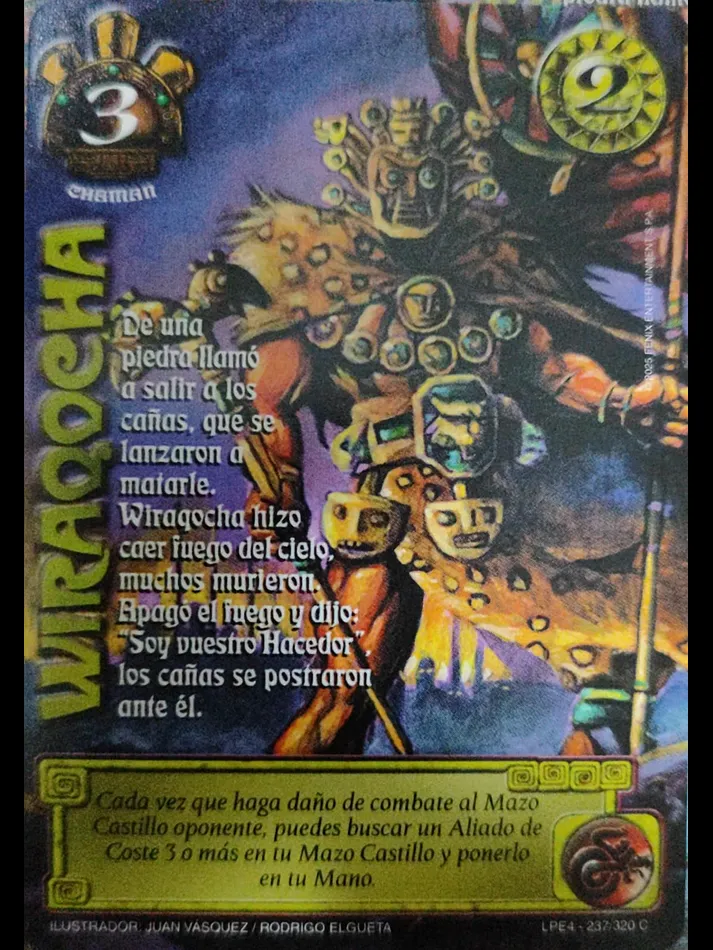 3
2
CHAMAN
WIRAQOCHA
De una
piedra llamó
a salir a los
cañas, qué se
lanzaron a
matarle.
Wiraqocha hizo
caer fuego del cielo,
muchos murieron.
Apagó el fuego y dijo:
"Soy vuestro Hacedor",
los cañas se postraron
ante él.
©2025 FENIX ENTERTAINMENT S.P.A.
Cada vez que haga daño de combate al Mazo
Castillo oponente, puedes buscar un Aliado de
Coste 3 o más en tu Mazo Castillo y ponerlo
en tu Mano.
ILUSTRADOR: JUAN VÁSQUEZ / RODRIGO ELGUETA
LPE4 - 237/320 C